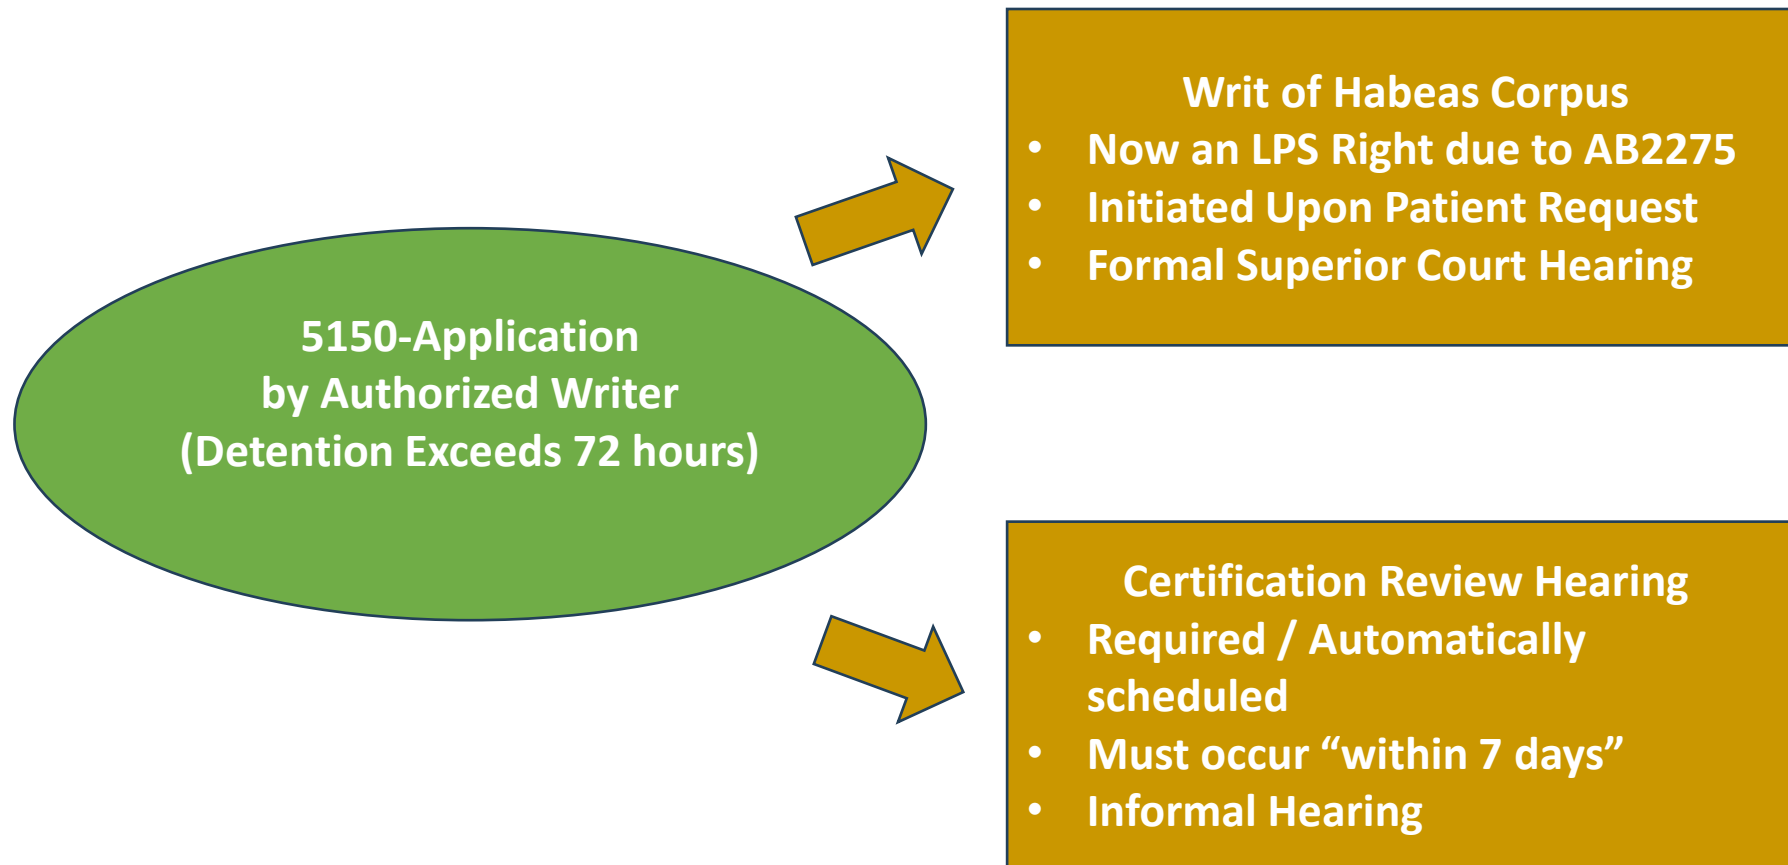 5150-Application
by Authorized Writer
(Detention Exceeds 72 hours)
Writ of Habeas Corpus
• Now an LPS Right due to AB2275
• Initiated Upon Patient Request
• Formal Superior Court Hearing
Certification Review Hearing
• Required / Automatically
scheduled
• Must occur “within 7 days”
• Informal Hearing